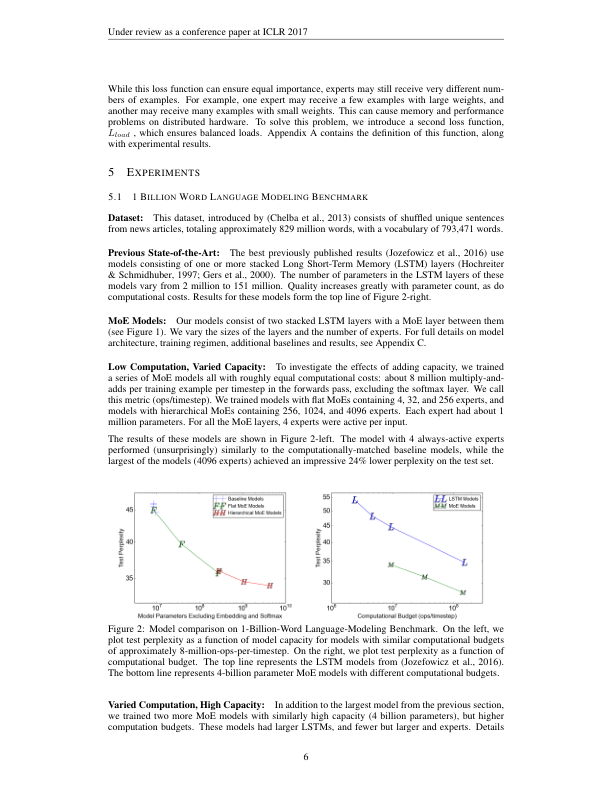 Under review as a conference paper at ICLR 2017
While this loss function can ensure equal importance, experts may still receive very different num-
bers of examples. For example, one expert may receive a few examples with large weights, and
another may receive many examples with small weights. This can cause memory and performance
problems on distributed hardware. To solve this problem, we introduce a second loss function,
L_load , which ensures balanced loads. Appendix A contains the definition of this function, along
with experimental results.
5 EXPERIMENTS
5.1 1 BILLION WORD LANGUAGE MODELING BENCHMARK
Dataset: This dataset, introduced by (Chelba et al., 2013) consists of shuffled unique sentences
from news articles, totaling approximately 829 million words, with a vocabulary of 793,471 words.
Previous State-of-the-Art: The best previously published results (Jozefowicz et al., 2016) use
models consisting of one or more stacked Long Short-Term Memory (LSTM) layers (Hochreiter
& Schmidhuber, 1997; Gers et al., 2000). The number of parameters in the LSTM layers of these
models vary from 2 million to 151 million. Quality increases greatly with parameter count, as do
computational costs. Results for these models form the top line of Figure 2-right.
MoE Models: Our models consist of two stacked LSTM layers with a MoE layer between them
(see Figure 1). We vary the sizes of the layers and the number of experts. For full details on model
architecture, training regimen, additional baselines and results, see Appendix C.
Low Computation, Varied Capacity: To investigate the effects of adding capacity, we trained
a series of MoE models all with roughly equal computational costs: about 8 million multiply-and-
adds per training example per timestep in the forwards pass, excluding the softmax layer. We call
this metric (ops/timestep). We trained models with flat MoEs containing 4, 32, and 256 experts, and
models with hierarchical MoEs containing 256, 1024, and 4096 experts. Each expert had about 1
million parameters. For all the MoE layers, 4 experts were active per input.
The results of these models are shown in Figure 2-left. The model with 4 always-active experts
performed (unsurprisingly) similarly to the computationally-matched baseline models, while the
largest of the models (4096 experts) achieved an impressive 24% lower perplexity on the test set.
Baseline Models
F F Flat MoE Models
H H Hierarchical MoE Models
45
40
35
Test Perplexity
10^7 10^8 10^9 10^10
Model Parameters Excluding Embedding and Softmax
L L LSTM Models
M M MoE Models
55
50
45
40
35
30
Test Perplexity
10^6 10^7 10^8
Computational Budget (ops/timestep)
Figure 2: Model comparison on 1-Billion-Word Language-Modeling Benchmark. On the left, we
plot test perplexity as a function of model capacity for models with similar computational budgets
of approximately 8-million-ops-per-timestep. On the right, we plot test perplexity as a function of
computational budget. The top line represents the LSTM models from (Jozefowicz et al., 2016).
The bottom line represents 4-billion parameter MoE models with different computational budgets.
Varied Computation, High Capacity: In addition to the largest model from the previous section,
we trained two more MoE models with similarly high capacity (4 billion parameters), but higher
computation budgets. These models had larger LSTMs, and fewer but larger and experts. Details
6